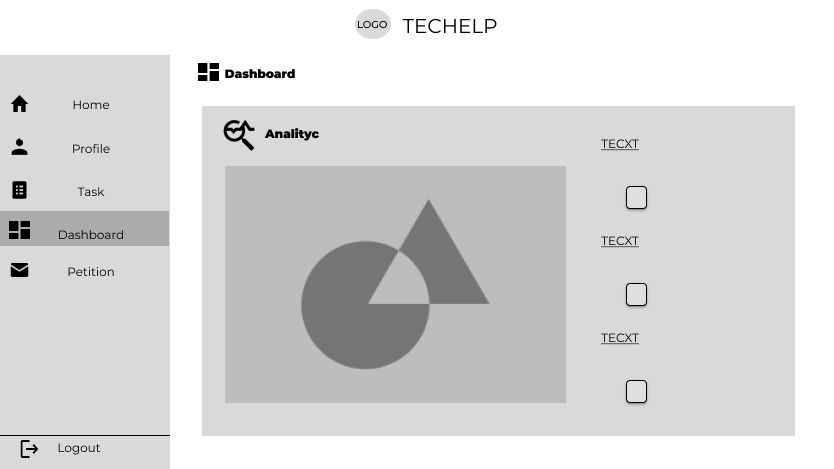 LOGO TECHELP
Home
Profile
Task
Dashboard
Petition
Logout
Dashboard
Analityc
TECXT
TECXT
TECXT